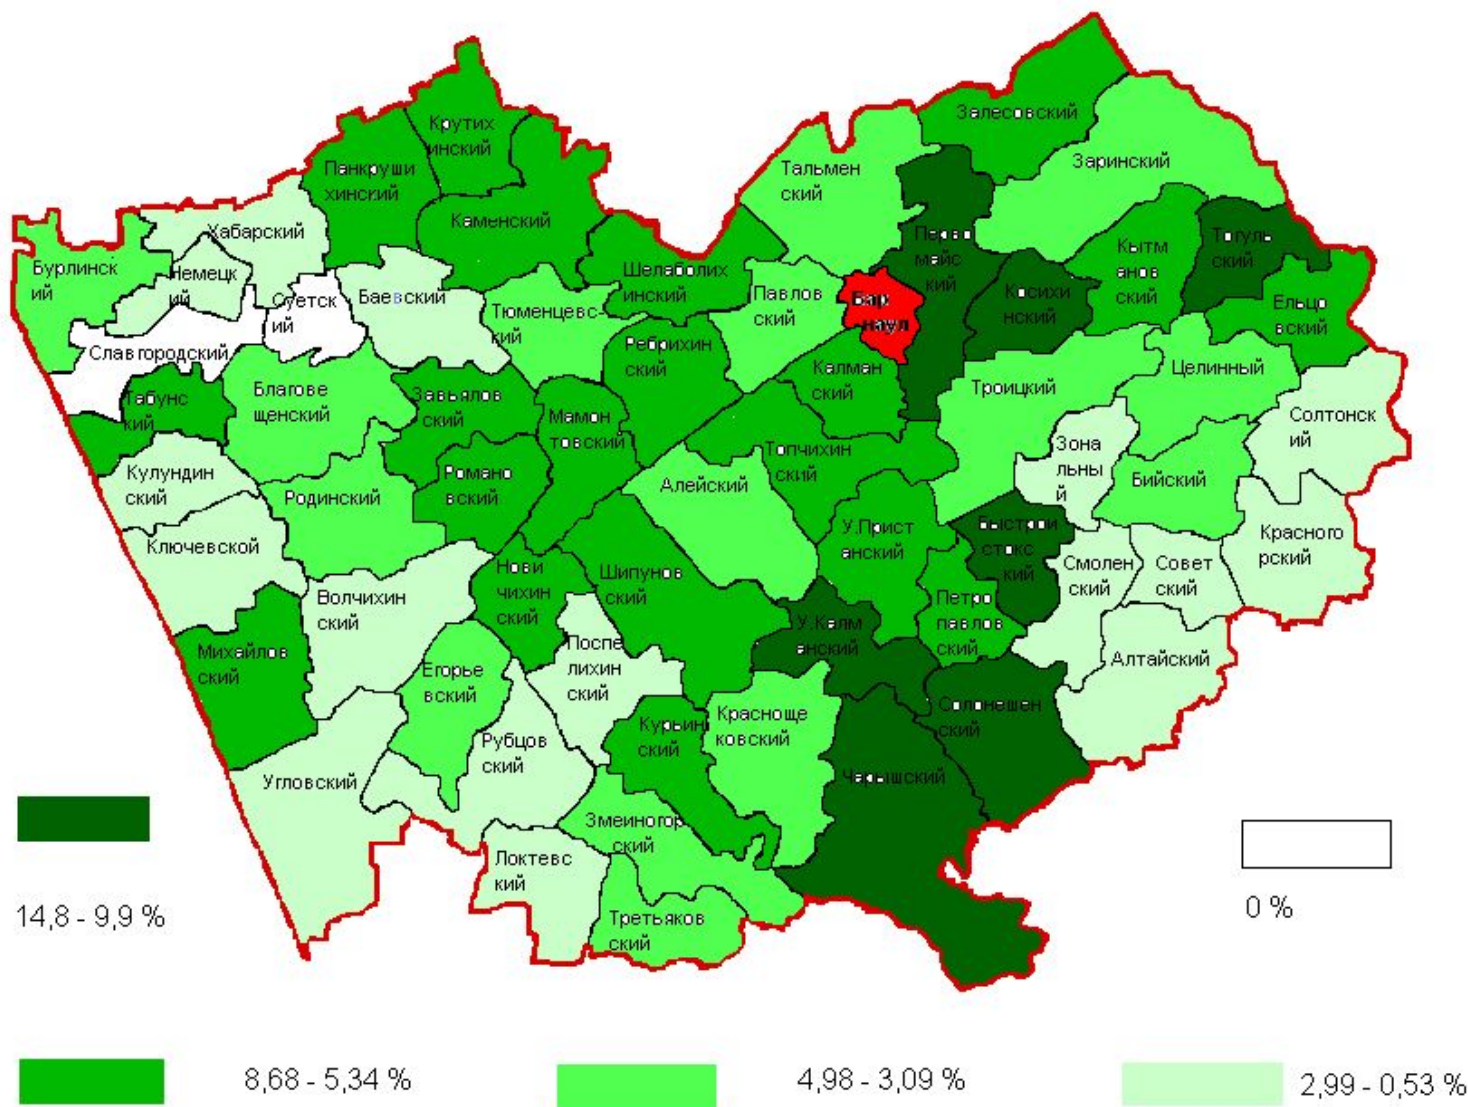 Залесовский
Крутих
инский
Заринский
Панкруши
хинский
Тальмен
ский
Каменский
Хабарский
Перво
майс
кий
Тогуль
ский
Кытм
анов
ский
Бурлинск
ий
Немецк
ий
Шелаболих
инский
Суетск
ий
Баевский
Павлов
ский
Бар
наул
Косихи
нский
Ельцо
вский
Тюменцевс-
кий
Славгородский
Ребрихин
ский
Калман
ский
Целинный
Благове
щенский
Троицкий
Табунс
кий
Завьялов
ский
Мамон
товский
Солтонск
ий
Зона
льны
й
Топчихин
ский
Кулундин
ский
Романо
вский
Родинский
Алейский
Бийский
У.Прист
анский
Быстрои
стокс
кий
Красного
рский
Ключевской
Нови
чихин
ский
Шипунов
ский
Смолен
ский
Совет
ский
Волчихин
ский
Петро
павлов
ский
У.Калм
анский
Михайлов
ский
Поспе
лихин
ский
Егорье
вский
Алтайский
Солонешен
ский
Красноще
ковский
Курьин
ский
Рубцов
ский
Угловский
Чарышский
Змеиногор
ский
Локтевс
кий
Третьяков
ский
14,8 - 9,9 %
0 %
8,68 - 5,34 %
4,98 - 3,09 %
2,99 - 0,53 %